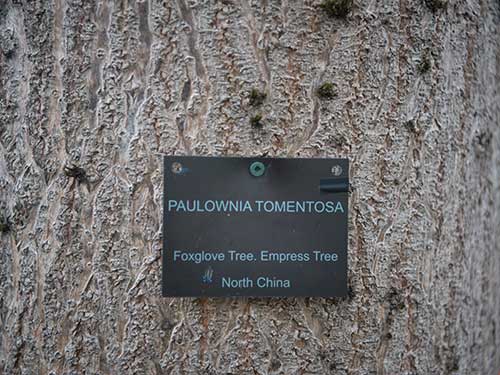 PAULOWNIA TOMENTOSA
Foxglove Tree. Empress Tree
North China